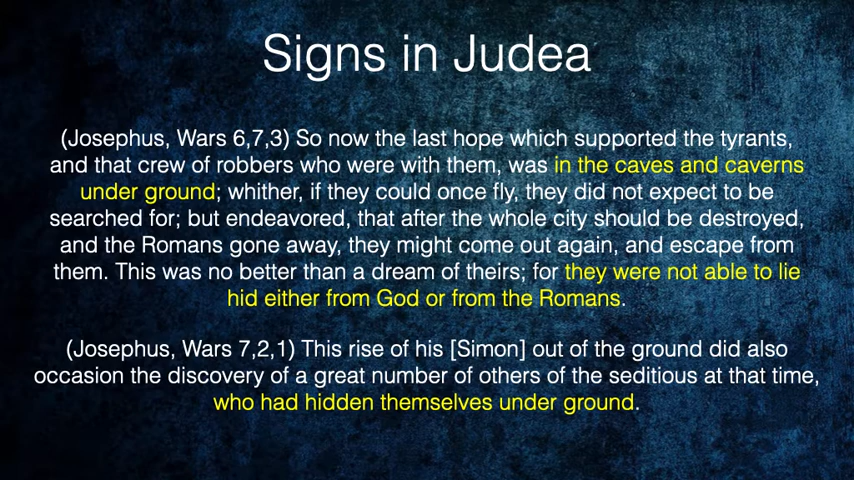 Signs in Judea
(Josephus, Wars 6,7,3) So now the last hope which supported the tyrants,
and that crew of robbers who were with them, was in the caves and caverns
under ground; whither, if they could once fly, they did not expect to be
searched for; but endeavored, that after the whole city should be destroyed,
and the Romans gone away, they might come out again, and escape from
them. This was no better than a dream of theirs; for they were not able to lie
hid either from God or from the Romans.
(Josephus, Wars 7,2,1) This rise of his [Simon] out of the ground did also
occasion the discovery of a great number of others of the seditious at that time,
who had hidden themselves under ground.